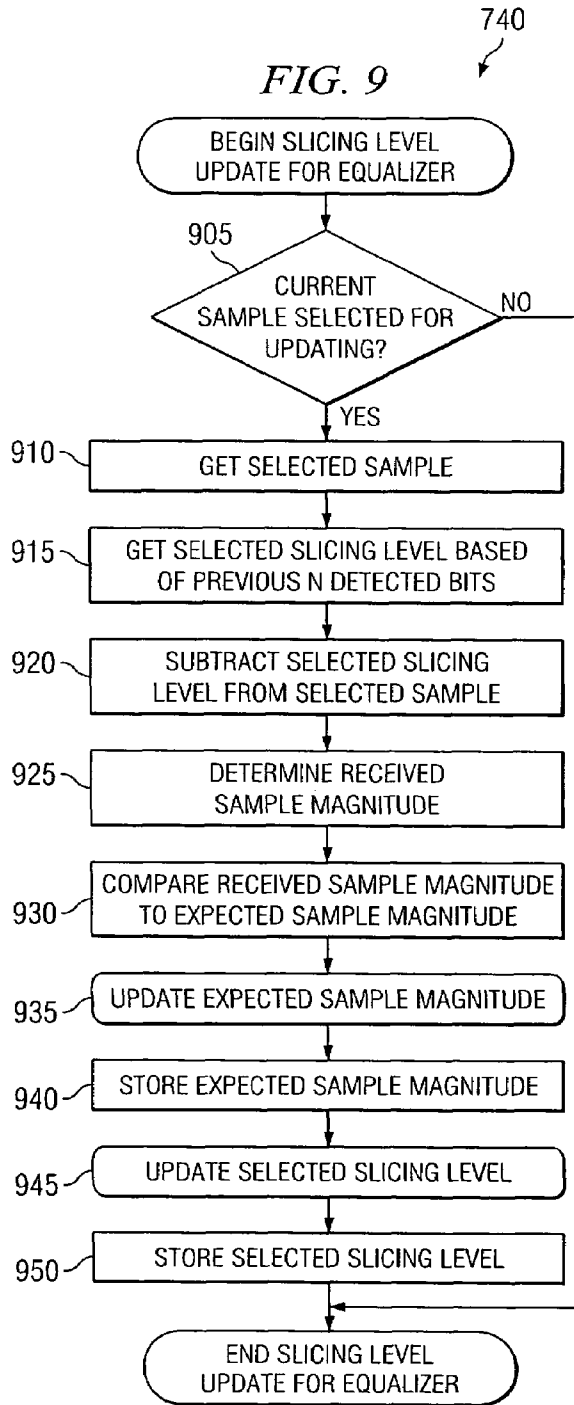 740
FIG. 9
BEGIN SLICING LEVEL
UPDATE FOR EQUALIZER
905
CURRENT
SAMPLE SELECTED FOR
UPDATING?
NO
YES
910
GET SELECTED SAMPLE
915
GET SELECTED SLICING LEVEL BASED
OF PREVIOUS N DETECTED BITS
920
SUBTRACT SELECTED SLICING
LEVEL FROM SELECTED SAMPLE
925
DETERMINE RECEIVED
SAMPLE MAGNITUDE
930
COMPARE RECEIVED SAMPLE MAGNITUDE
TO EXPECTED SAMPLE MAGNITUDE
935
UPDATE EXPECTED SAMPLE MAGNITUDE
940
STORE EXPECTED SAMPLE MAGNITUDE
945
UPDATE SELECTED SLICING LEVEL
950
STORE SELECTED SLICING LEVEL
END SLICING LEVEL
UPDATE FOR EQUALIZER